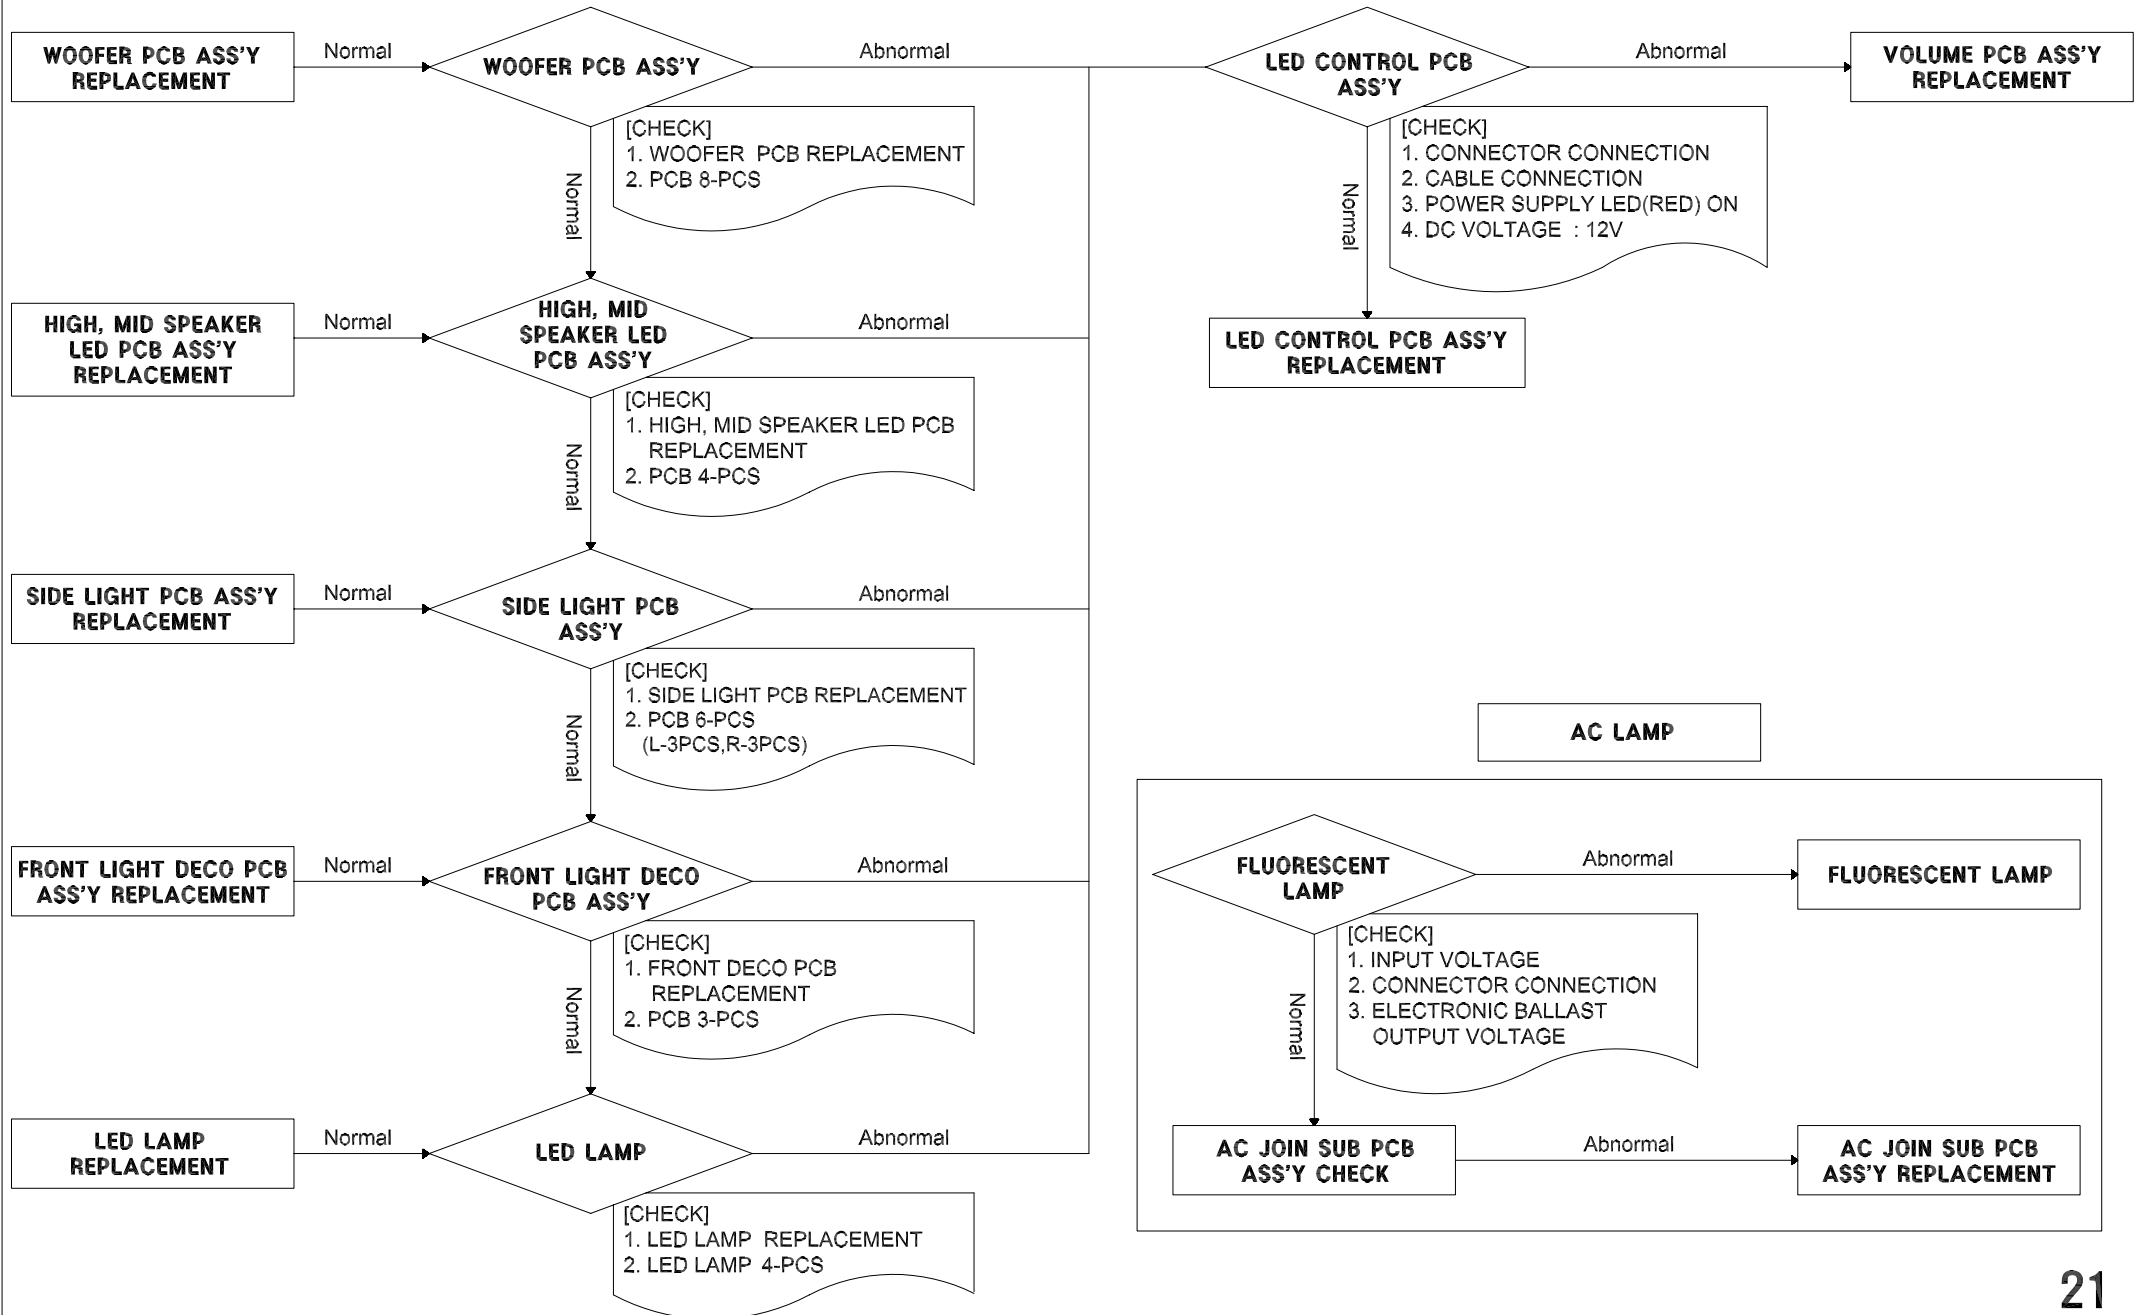 WOOFER PCB ASS'Y
REPLACEMENT
Normal
WOOFER PCB ASS'Y
Abnormal
[CHECK]
1. WOOFER PCB REPLACEMENT
2. PCB 8-PCS
Normal
HIGH, MID SPEAKER
LED PCB ASS'Y
REPLACEMENT
Normal
HIGH, MID
SPEAKER LED
PCB ASS'Y
Abnormal
[CHECK]
1. HIGH, MID SPEAKER LED PCB
REPLACEMENT
2. PCB 4-PCS
Normal
SIDE LIGHT PCB ASS'Y
REPLACEMENT
Normal
SIDE LIGHT PCB
ASS'Y
Abnormal
[CHECK]
1. SIDE LIGHT PCB REPLACEMENT
2. PCB 6-PCS
(L-3PCS,R-3PCS)
Normal
FRONT LIGHT DECO PCB
ASS'Y REPLACEMENT
Normal
FRONT LIGHT DECO
PCB ASS'Y
Abnormal
[CHECK]
1. FRONT DECO PCB
REPLACEMENT
2. PCB 3-PCS
Normal
LED LAMP
REPLACEMENT
Normal
LED LAMP
Abnormal
[CHECK]
1. LED LAMP REPLACEMENT
2. LED LAMP 4-PCS
LED CONTROL PCB
ASS'Y
Abnormal
VOLUME PCB ASS'Y
REPLACEMENT
[CHECK]
1. CONNECTOR CONNECTION
2. CABLE CONNECTION
3. POWER SUPPLY LED(RED) ON
4. DC VOLTAGE : 12V
Normal
LED CONTROL PCB ASS'Y
REPLACEMENT
AC LAMP
FLUORESCENT
LAMP
Abnormal
FLUORESCENT LAMP
[CHECK]
1. INPUT VOLTAGE
2. CONNECTOR CONNECTION
3. ELECTRONIC BALLAST
OUTPUT VOLTAGE
Normal
AC JOIN SUB PCB
ASS'Y CHECK
Abnormal
AC JOIN SUB PCB
ASS'Y REPLACEMENT
21